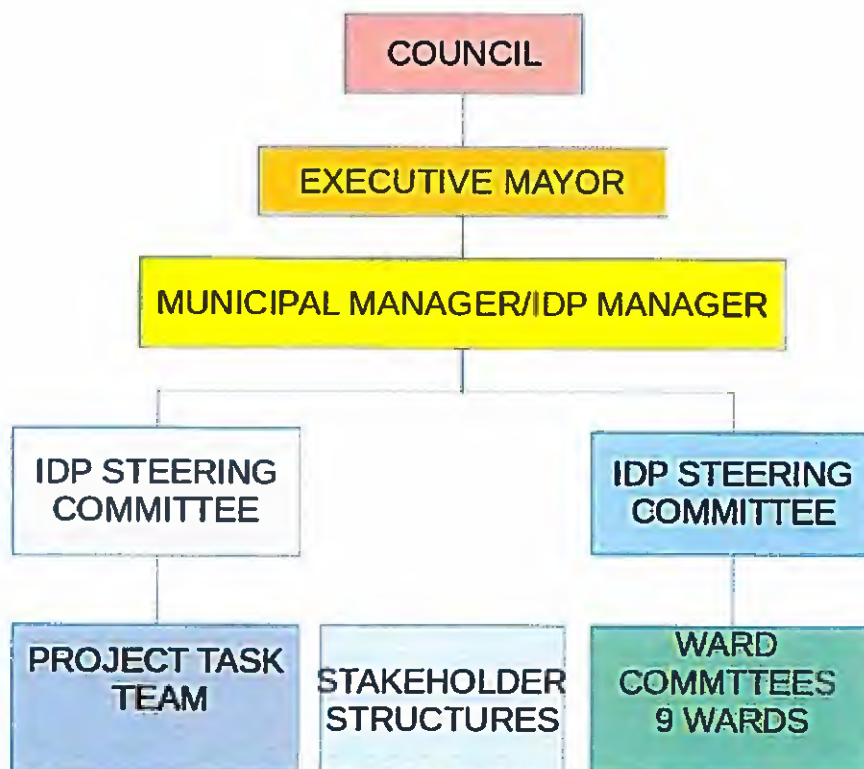 COUNCIL
EXECUTIVE MAYOR
MUNICIPAL MANAGER/IDP MANAGER
IDP STEERING
COMMITTEE
IDP STEERING
COMMITTEE
PROJECT TASK
TEAM
STAKEHOLDER
STRUCTURES
WARD
COMMTTEES
9 WARDS